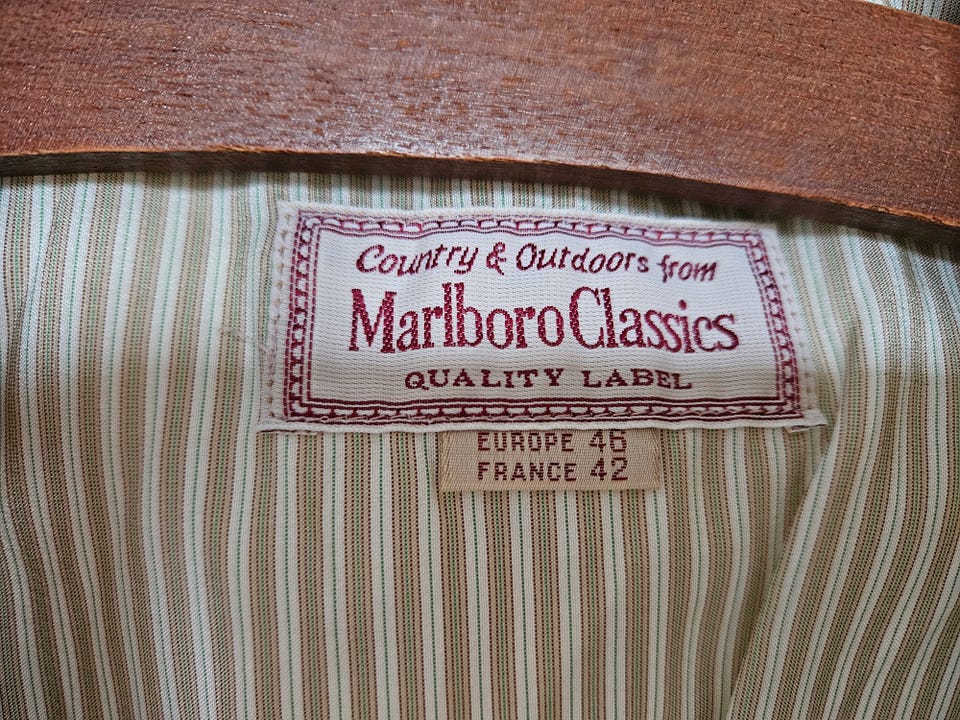 Country & Outdoors from
Marlboro Classics
QUALITY LABEL
EUROPE 46
FRANCE 42